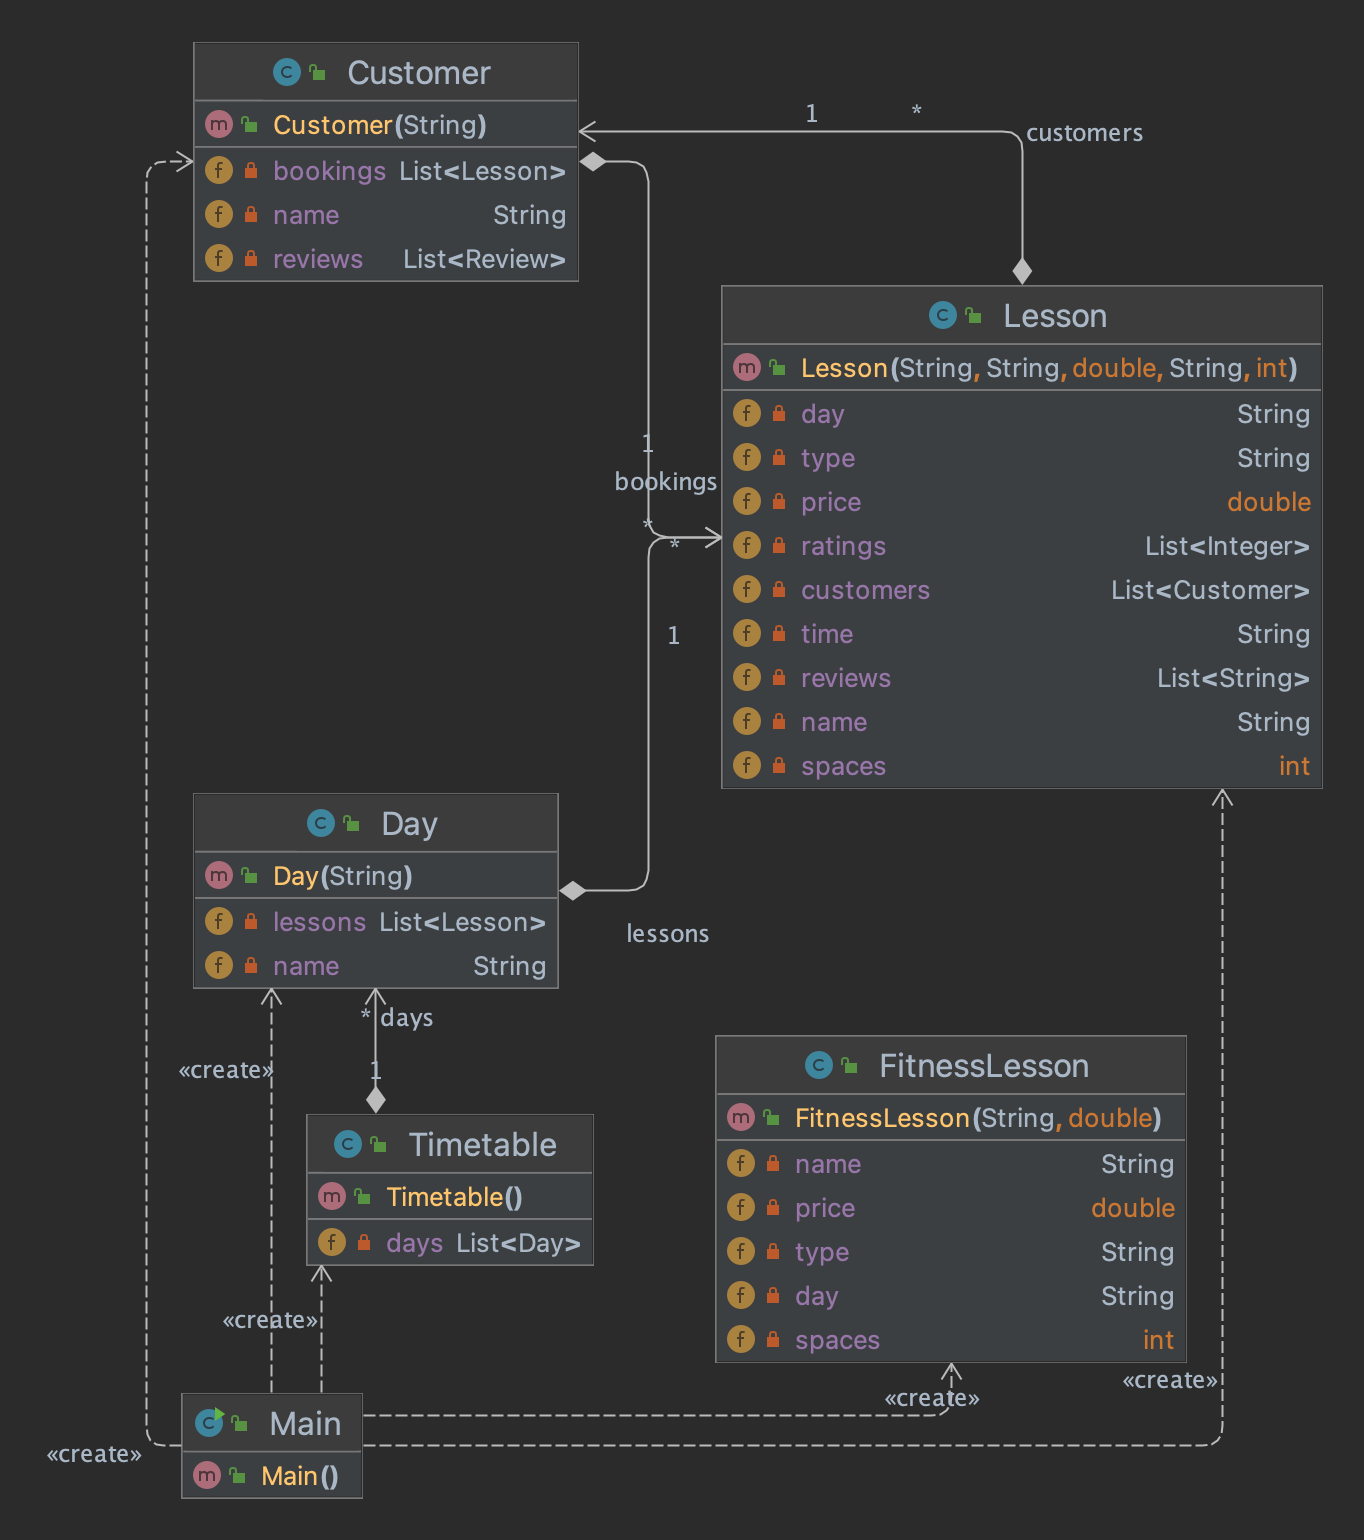 Customer
Customer(String)
bookings List<Lesson>
name String
reviews List<Review>
1 *
customers
Lesson
Lesson(String, String, double, String, int)
day String
type String
price double
ratings List<Integer>
customers List<Customer>
time String
reviews List<String>
name String
spaces int
1
bookings
*
*
1
Day
Day(String)
lessons List<Lesson>
name String
lessons
* days
1
«create»
Timetable
Timetable()
days List<Day>
«create»
FitnessLesson
FitnessLesson(String, double)
name String
price double
type String
day String
spaces int
«create»
«create»
Main
Main()
«create»